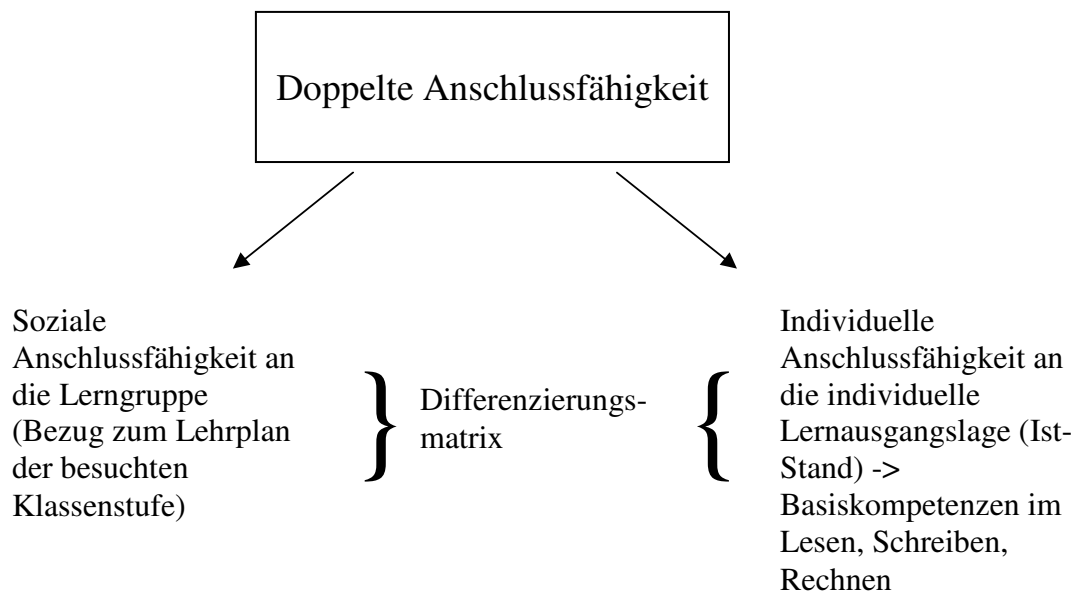 Doppelte Anschlussfähigkeit
Soziale
Anschlussfähigkeit an
die Lerngruppe
(Bezug zum Lehrplan
der besuchten
Klassenstufe)
}
Differenzierungs-
matrix
{
Individuelle
Anschlussfähigkeit an
die individuelle
Lernausgangslage (Ist-
Stand) ->
Basiskompetenzen im
Lesen, Schreiben,
Rechnen